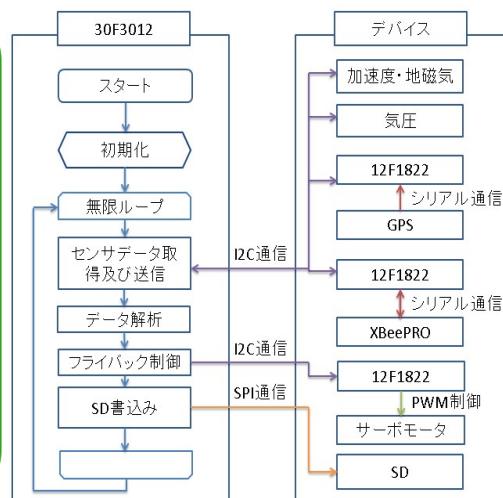 30F3012
スタート
初期化
無限ループ
センサデータ取
得及び送信
データ解析
フライバック制御
SD書込み
I2C通信
I2C通信
SPI通信
デバイス
加速度・地磁気
気圧
12F1822
シリアル通信
GPS
12F1822
シリアル通信
XBeePRO
12F1822
PWM制御
サーボモータ
SD